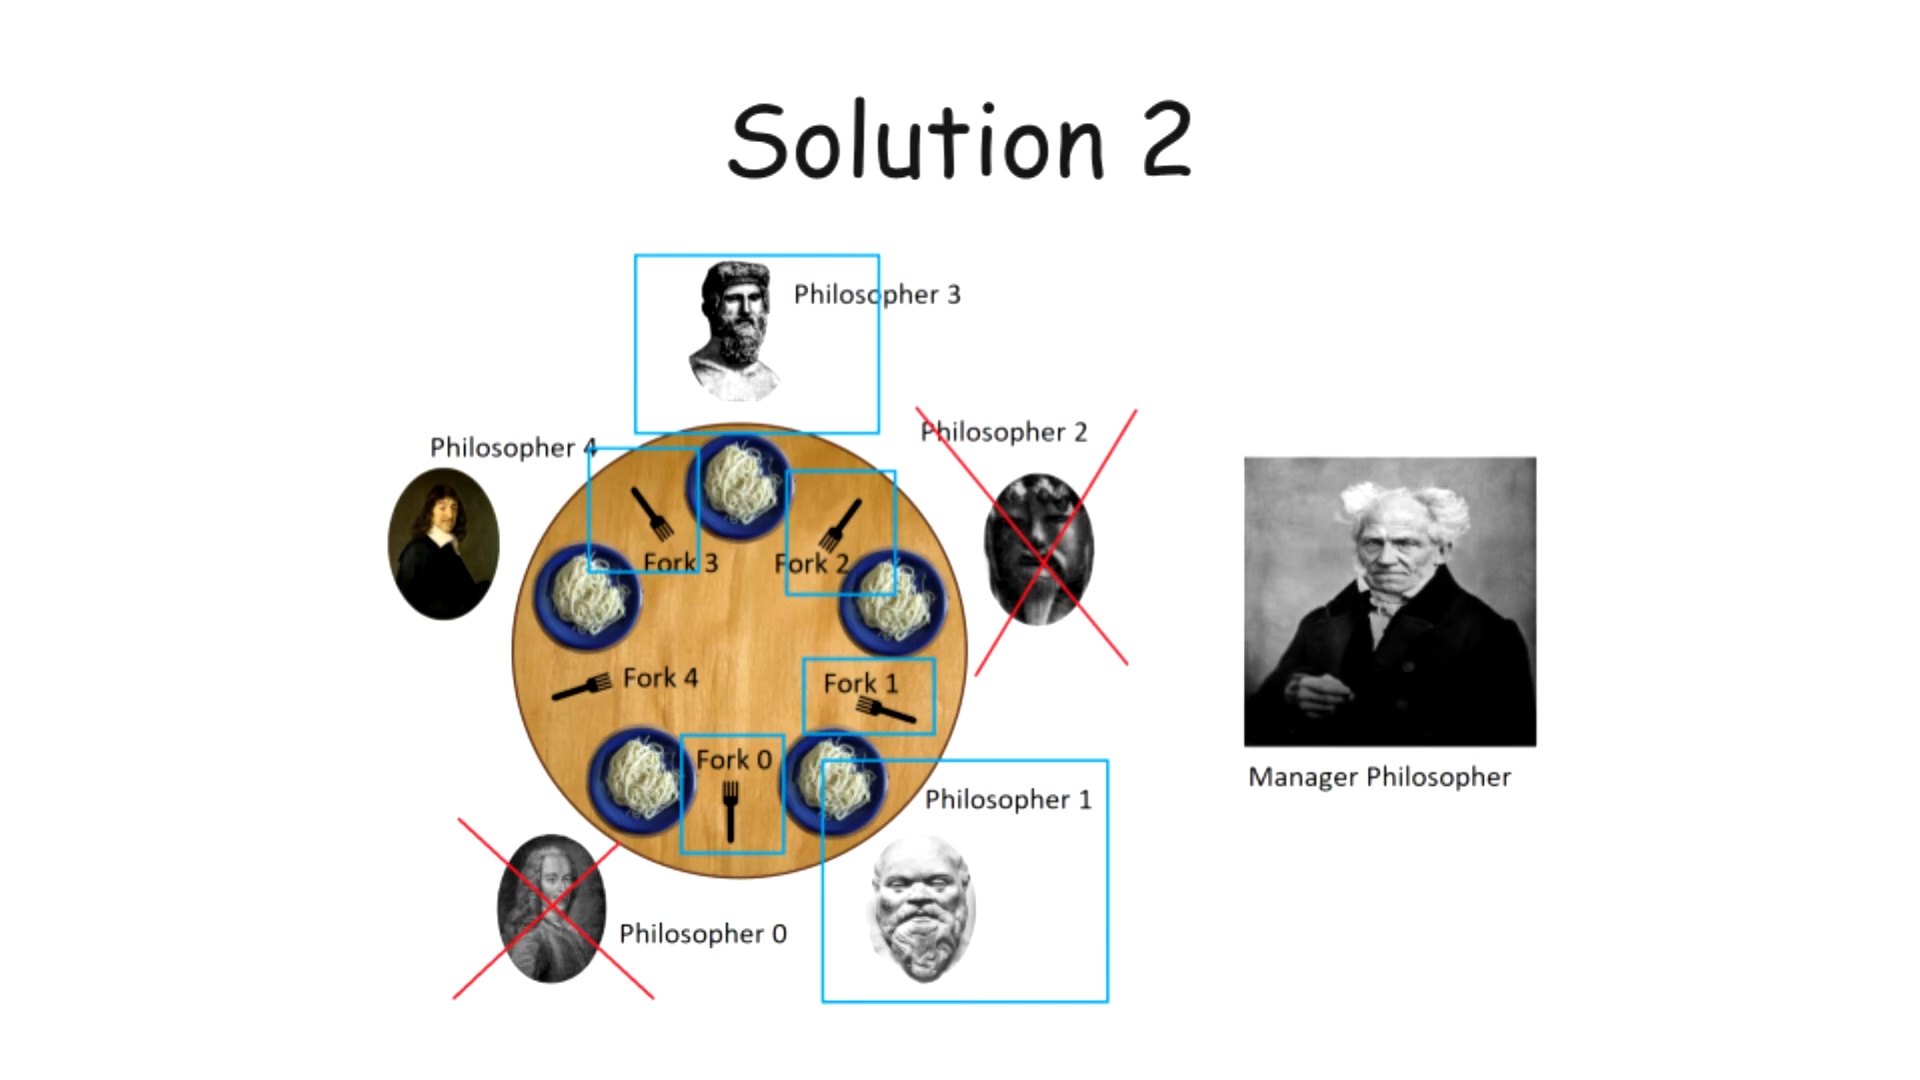 Solution 2
Philosopher 3
Philosopher 2
Philosopher 4
Fork 3
Fork 2
Fork 4
Fork 1
Fork 0
Manager Philosopher
Philosopher 1
Philosopher 0